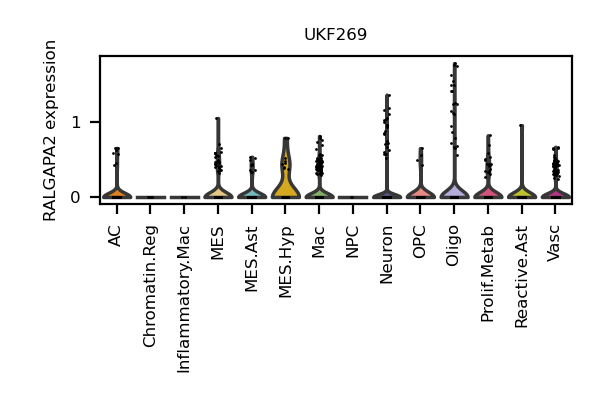 UKF269
RALGAPA2 expression
1
0
AC
Chromatin.Reg
Inflammatory.Mac
MES
MES.Ast
MES.Hyp
Mac
NPC
Neuron
OPC
Oligo
Prolif.Metab
Reactive.Ast
Vasc